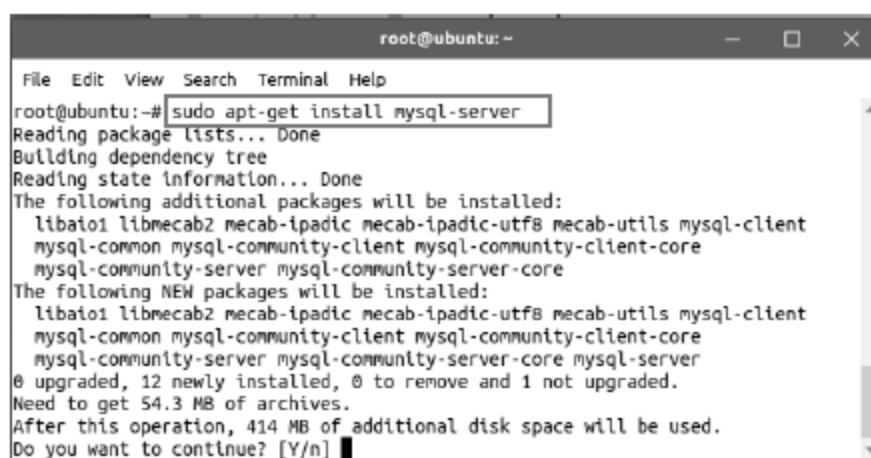 root@ubuntu: ~
File Edit View Search Terminal Help
root@ubuntu:~# sudo apt-get install mysql-server
Reading package lists... Done
Building dependency tree
Reading state information... Done
The following additional packages will be installed:
libaio1 libmecab2 mecab-ipadic mecab-ipadic-utf8 mecab-utils mysql-client
mysql-common mysql-community-client mysql-community-client-core
mysql-community-server mysql-community-server-core
The following NEW packages will be installed:
libaio1 libmecab2 mecab-ipadic mecab-ipadic-utf8 mecab-utils mysql-client
mysql-common mysql-community-client mysql-community-client-core
mysql-community-server mysql-community-server-core mysql-server
0 upgraded, 12 newly installed, 0 to remove and 1 not upgraded.
Need to get 54.3 MB of archives.
After this operation, 414 MB of additional disk space will be used.
Do you want to continue? [Y/n]